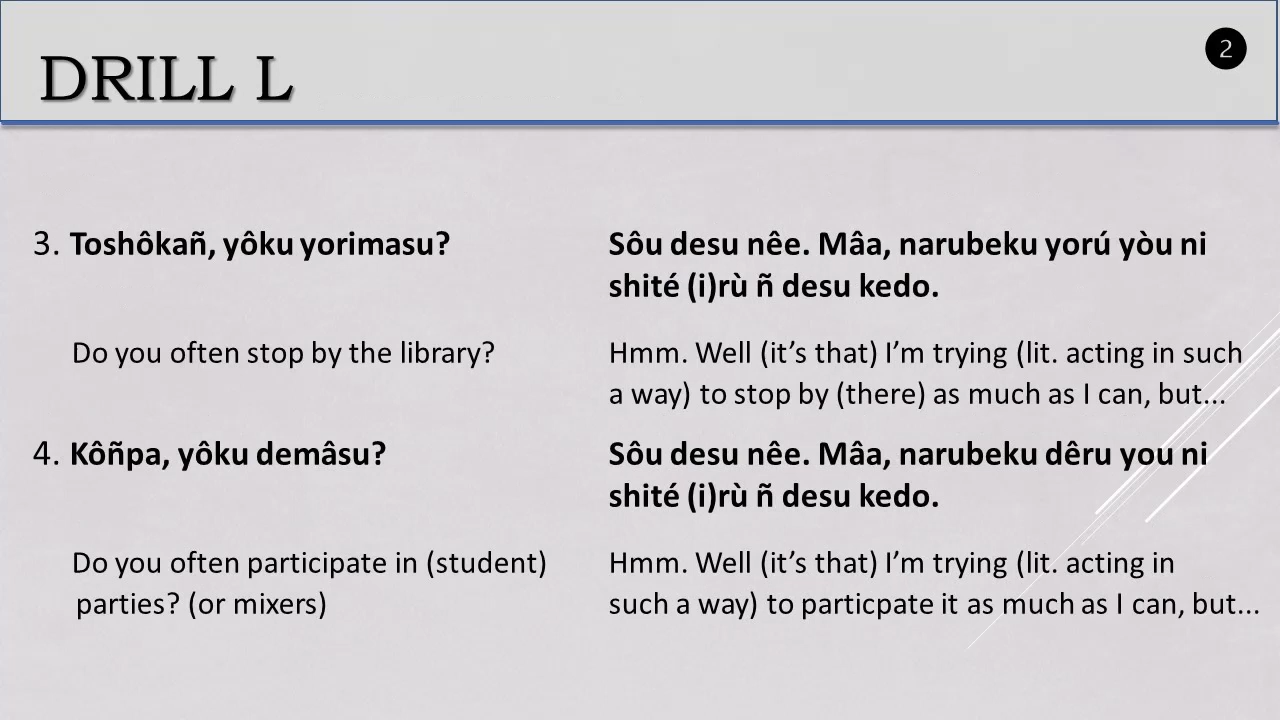 DRILL L
2
3. Toshôkañ, yôku yorimasu?
Sôu desu nêe. Mâa, narubeku yorú yòu ni
shité (i)rù ñ desu kedo.
Do you often stop by the library?
Hmm. Well (it’s that) I’m trying (lit. acting in such
a way) to stop by (there) as much as I can, but...
4. Kôñpa, yôku demâsu?
Sôu desu nêe. Mâa, narubeku dêru you ni
shité (i)rù ñ desu kedo.
Do you often participate in (student)
parties? (or mixers)
Hmm. Well (it’s that) I’m trying (lit. acting in
such a way) to particpate it as much as I can, but...